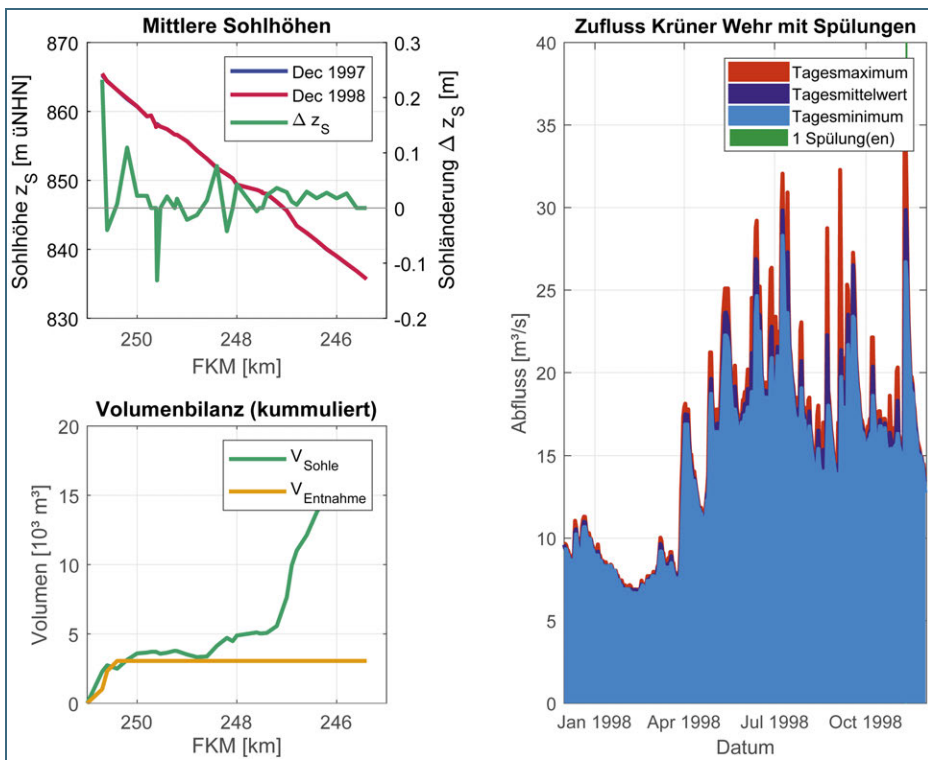 Mittlere Sohlhöhen
870
860
850
840
830
Sohlhöhe z_S [m üNHN]
0.3
0.2
0.1
0
-0.1
-0.2
Sohländerung Δ z_S [m]
Dec 1997
Dec 1998
Δ z_S
250
248
246
FKM [km]
Volumenbilanz (kummuliert)
20
15
10
5
0
Volumen [10³ m³]
V_Sohle
V_Entnahme
250
248
246
FKM [km]
Zufluss Krüner Wehr mit Spülungen
40
35
30
25
20
15
10
5
0
Abfluss [m³/s]
Tagesmaximum
Tagesmittelwert
Tagesminimum
1 Spülung(en)
Jan 1998
Apr 1998
Jul 1998
Oct 1998
Datum